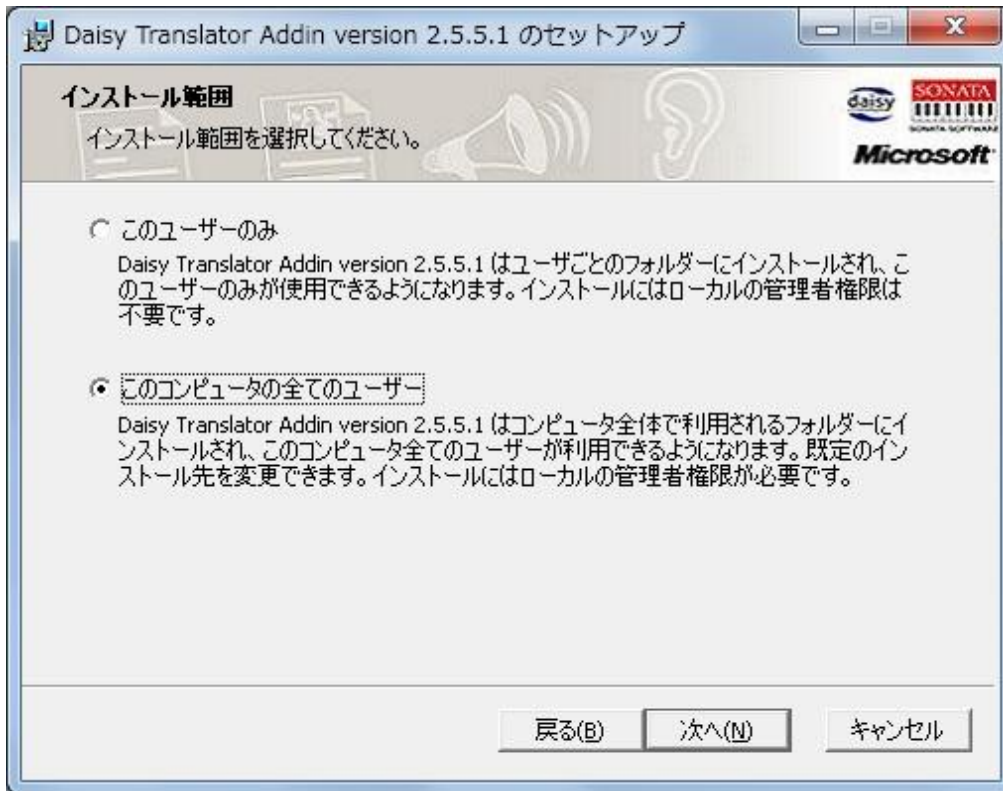 Daisy Translator Addin version 2.5.5.1 のセットアップ
インストール範囲
インストール範囲を選択してください。
daisy
SONATA
SONATA SOFTWARE
Microsoft
このユーザーのみ
Daisy Translator Addin version 2.5.5.1 はユーザごとのフォルダーにインストールされ、こ
のユーザーのみが使用できるようになります。インストールにはローカルの管理者権限は
不要です。
このコンピュータの全てのユーザー
Daisy Translator Addin version 2.5.5.1 はコンピュータ全体で利用されるフォルダーにイ
ンストールされ、このコンピュータ全てのユーザーが利用できるようになります。既定のイン
ストール先を変更できます。インストールにはローカルの管理者権限が必要です。
戻る(B)
次へ(N)
キャンセル